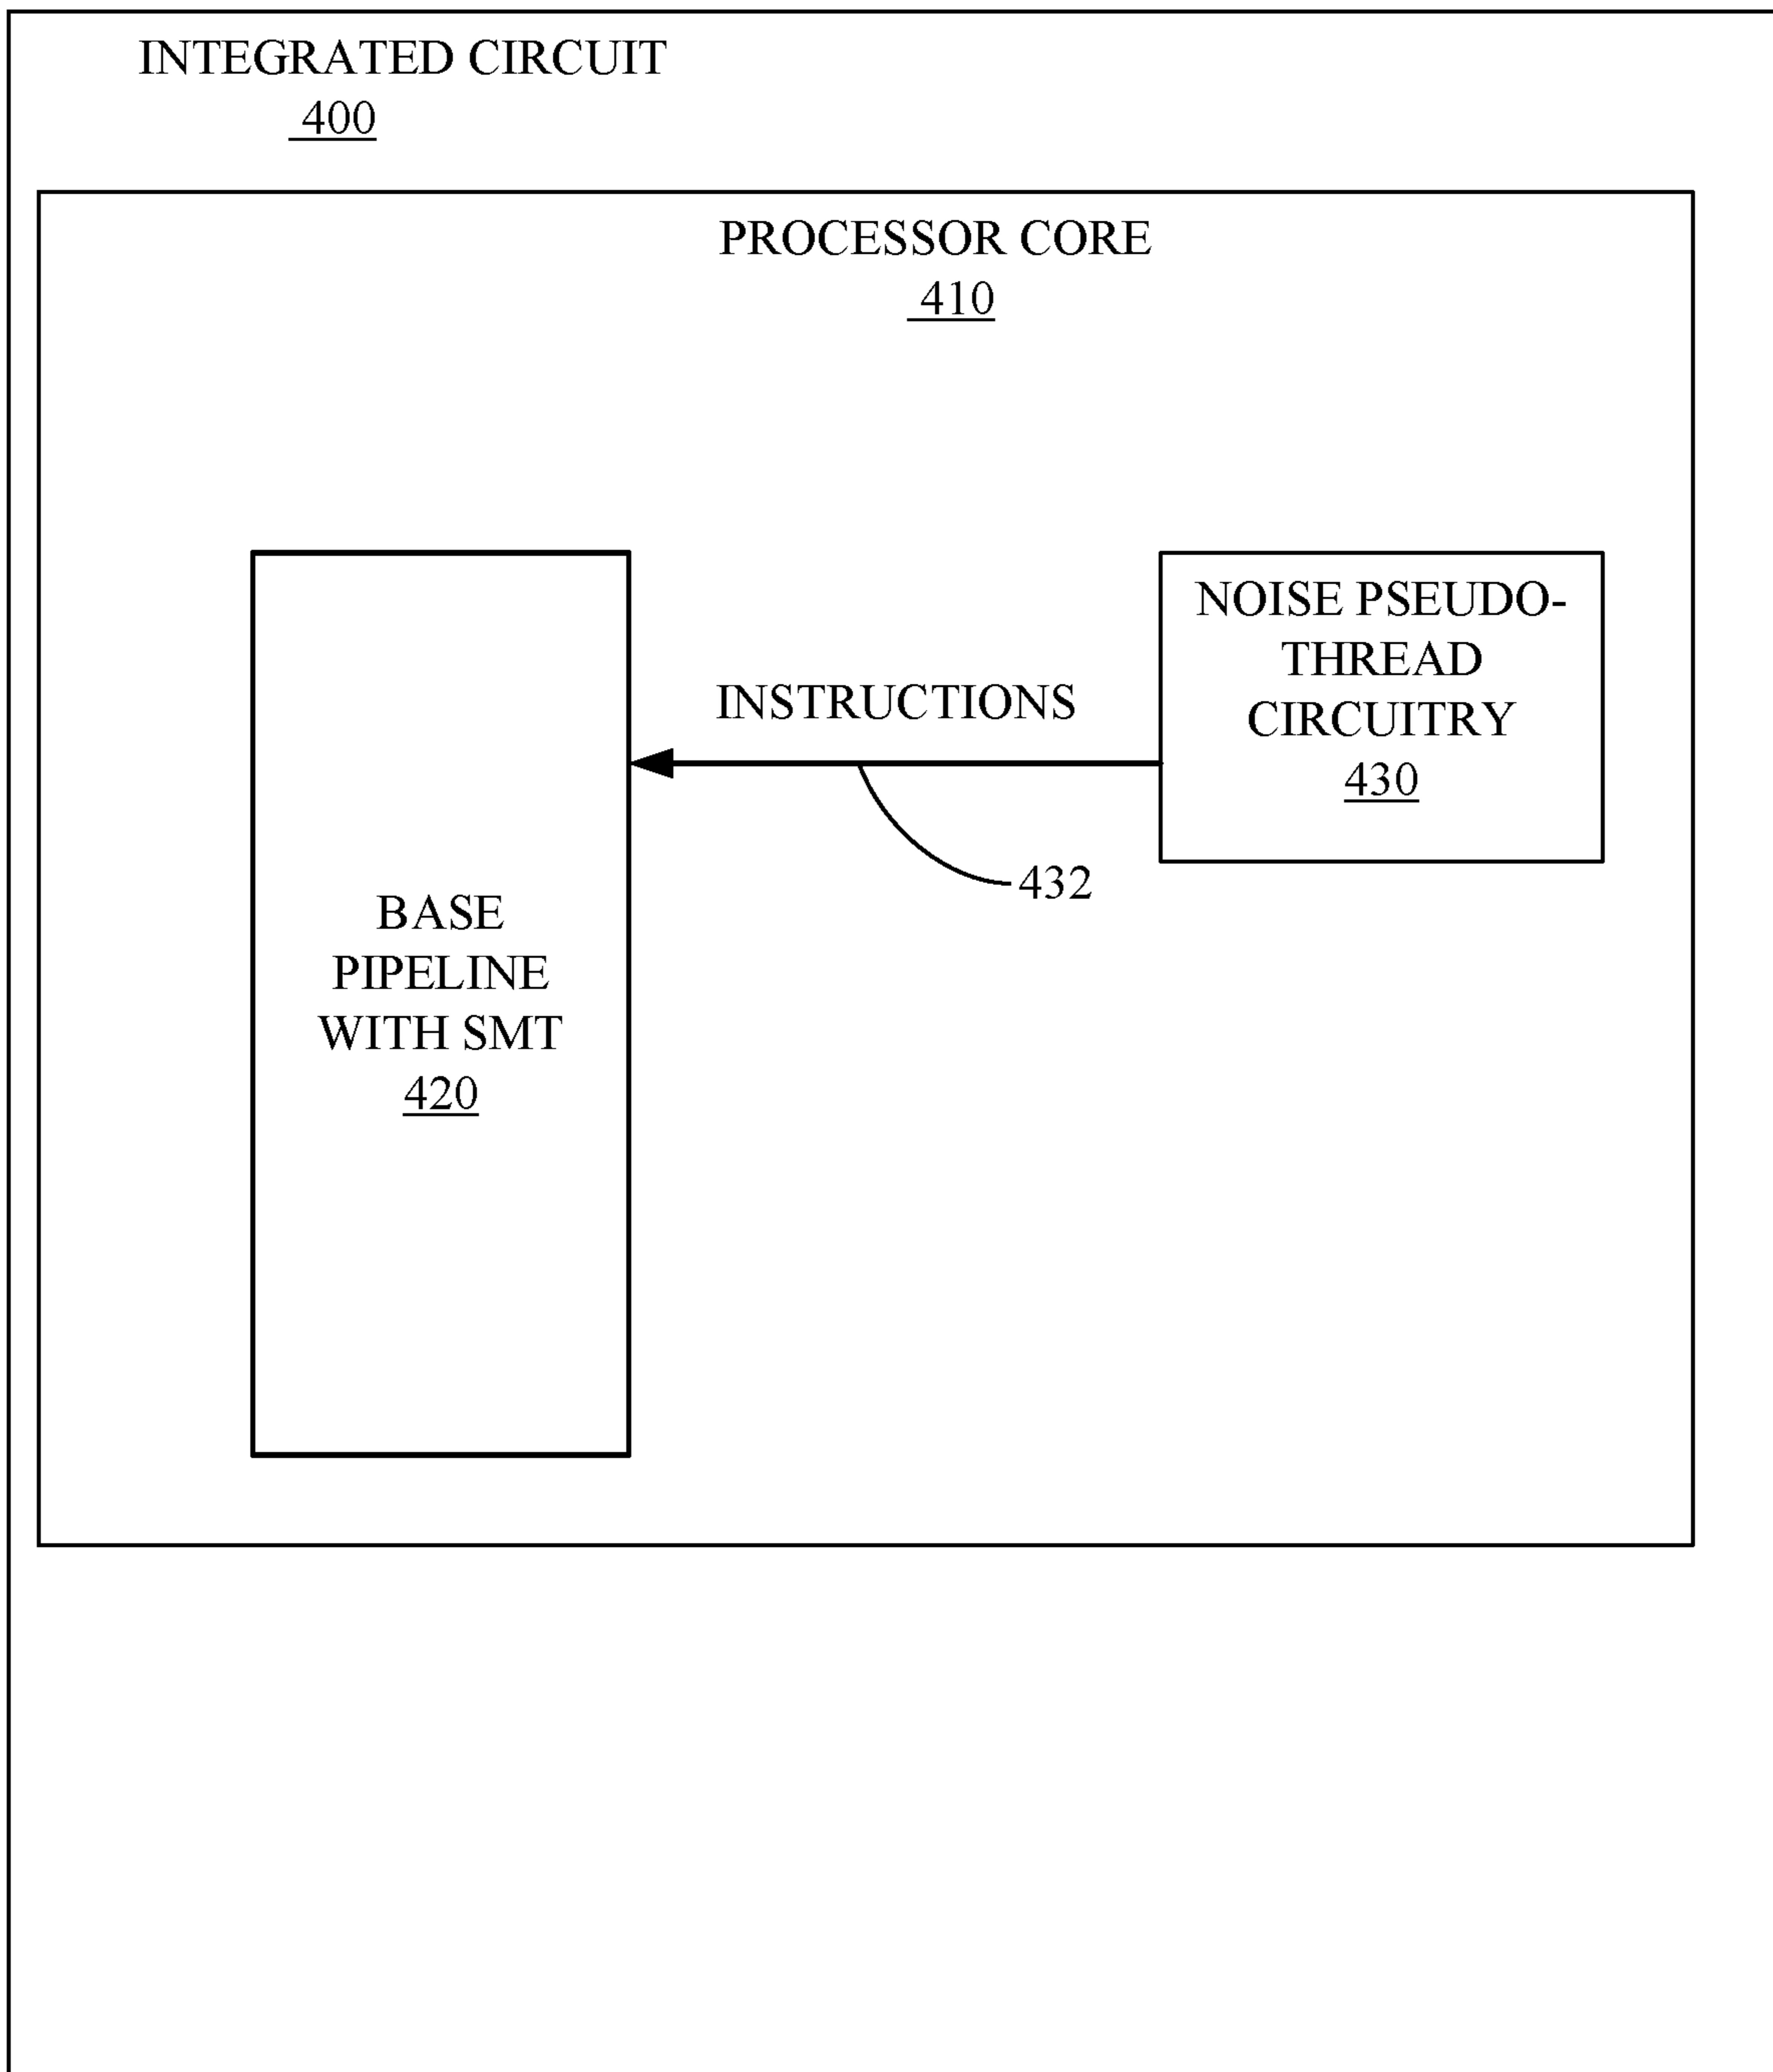 INTEGRATED CIRCUIT
400
PROCESSOR CORE
410
NOISE PSEUDO-
THREAD
CIRCUITRY
430
INSTRUCTIONS
432
BASE
PIPELINE
WITH SMT
420